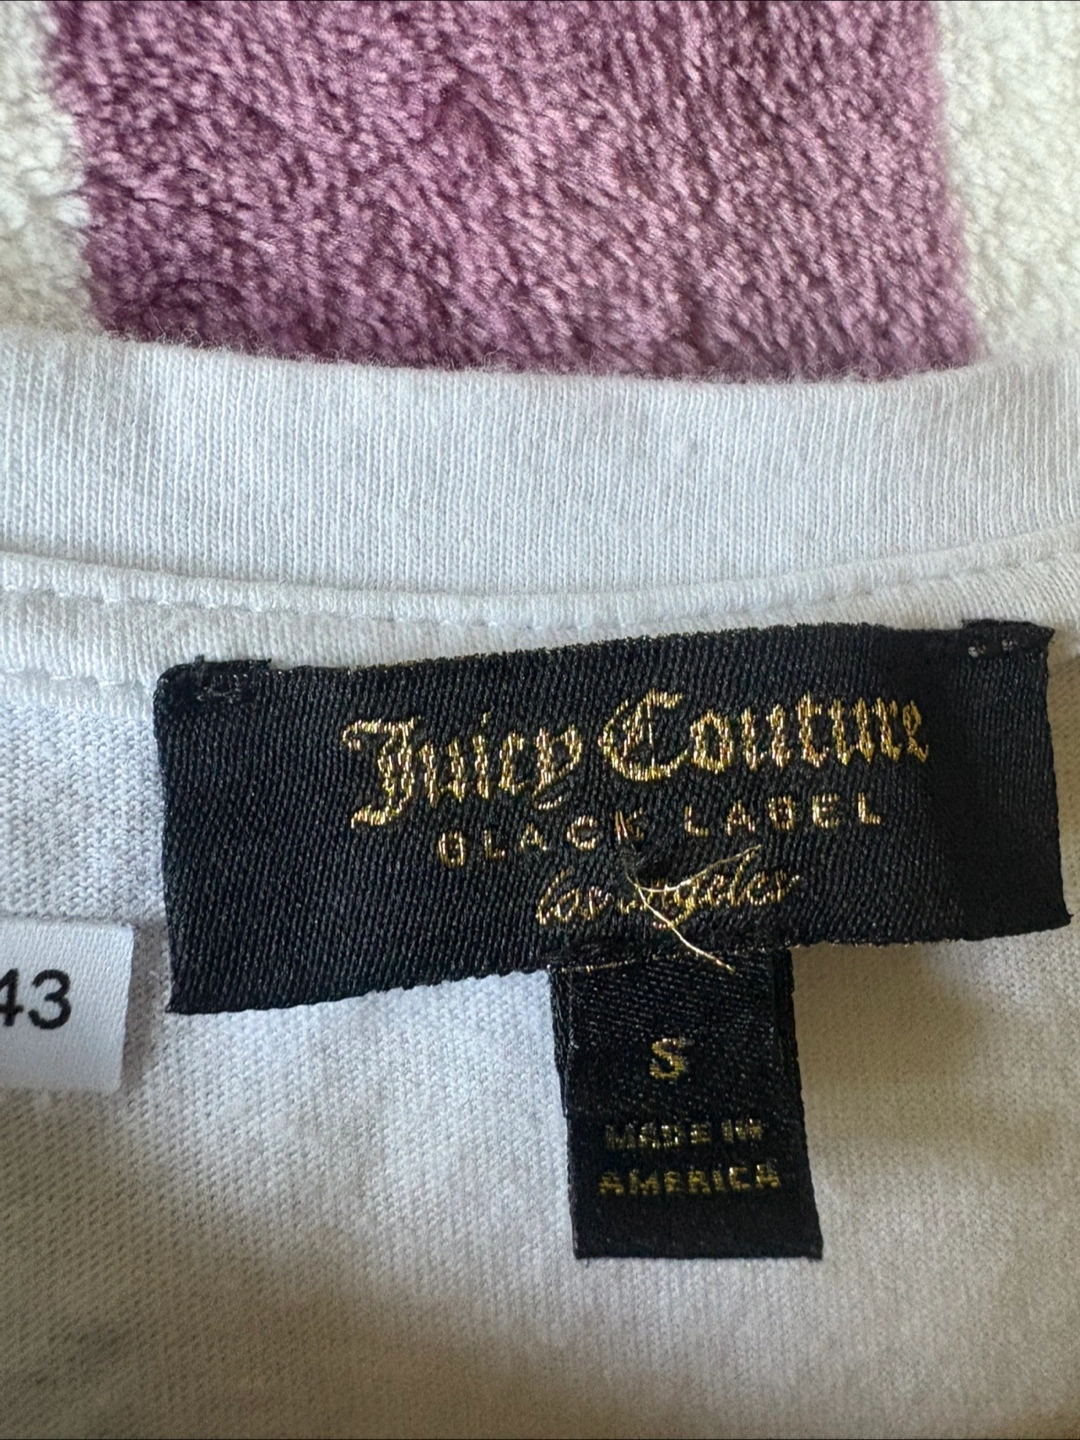 Juicy Couture
BLACK LABEL
Los Angeles
43
S
MADE IN
AMERICA